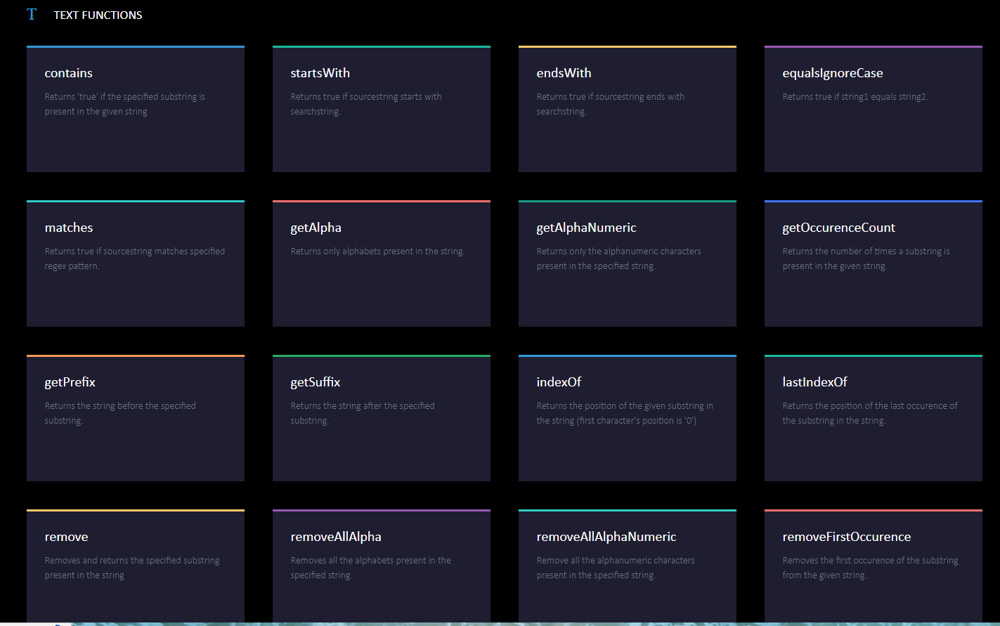 T TEXT FUNCTIONS
contains
Returns 'true' if the specified substring is
present in the given string
startsWith
Returns true if sourcestring starts with
searchstring.
endsWith
Returns true if sourcestring ends with
searchstring.
equalsIgnoreCase
Returns true if string1 equals string2.
matches
Returns true if sourcestring matches specified
regex pattern.
getAlpha
Returns only alphabets present in the string.
getAlphaNumeric
Returns only the alphanumeric characters
present in the specified string.
getOccurenceCount
Returns the number of times a substring is
present in the given string.
getPrefix
Returns the string before the specified
substring.
getSuffix
Returns the string after the specified
substring.
indexOf
Returns the position of the given substring in
the string (first character's position is '0')
lastIndexOf
Returns the position of the last occurence of
the substring in the string.
remove
Removes and returns the specified substring
present in the string
removeAllAlpha
Removes all the alphabets present in the
specified string.
removeAllAlphaNumeric
Remove all the alphanumeric characters
present in the specified string.
removeFirstOccurence
Removes the first occurence of the substring
from the given string..